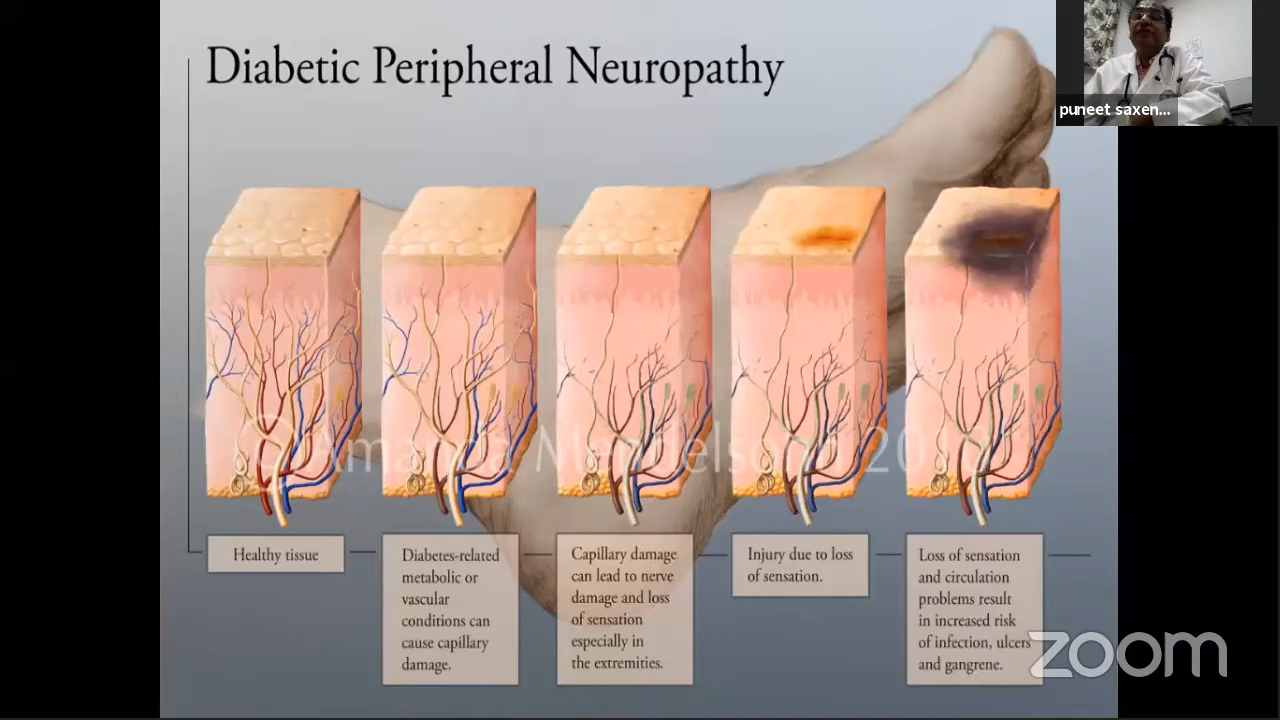 Diabetic Peripheral Neuropathy
puneet saxen...
Healthy tissue
Diabetes-related
metabolic or
vascular
conditions can
cause capillary
damage.
Capillary damage
can lead to nerve
damage and loss
of sensation
especially in
the extremities.
Injury due to loss
of sensation.
Loss of sensation
and circulation
problems result
in increased risk
of infection, ulcers
and gangrene.
zoom